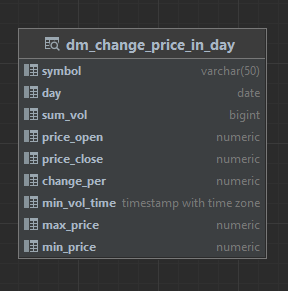 dm_change_price_in_day
symbol varchar(50)
day date
sum_vol bigint
price_open numeric
price_close numeric
change_per numeric
min_vol_time timestamp with time zone
max_price numeric
min_price numeric